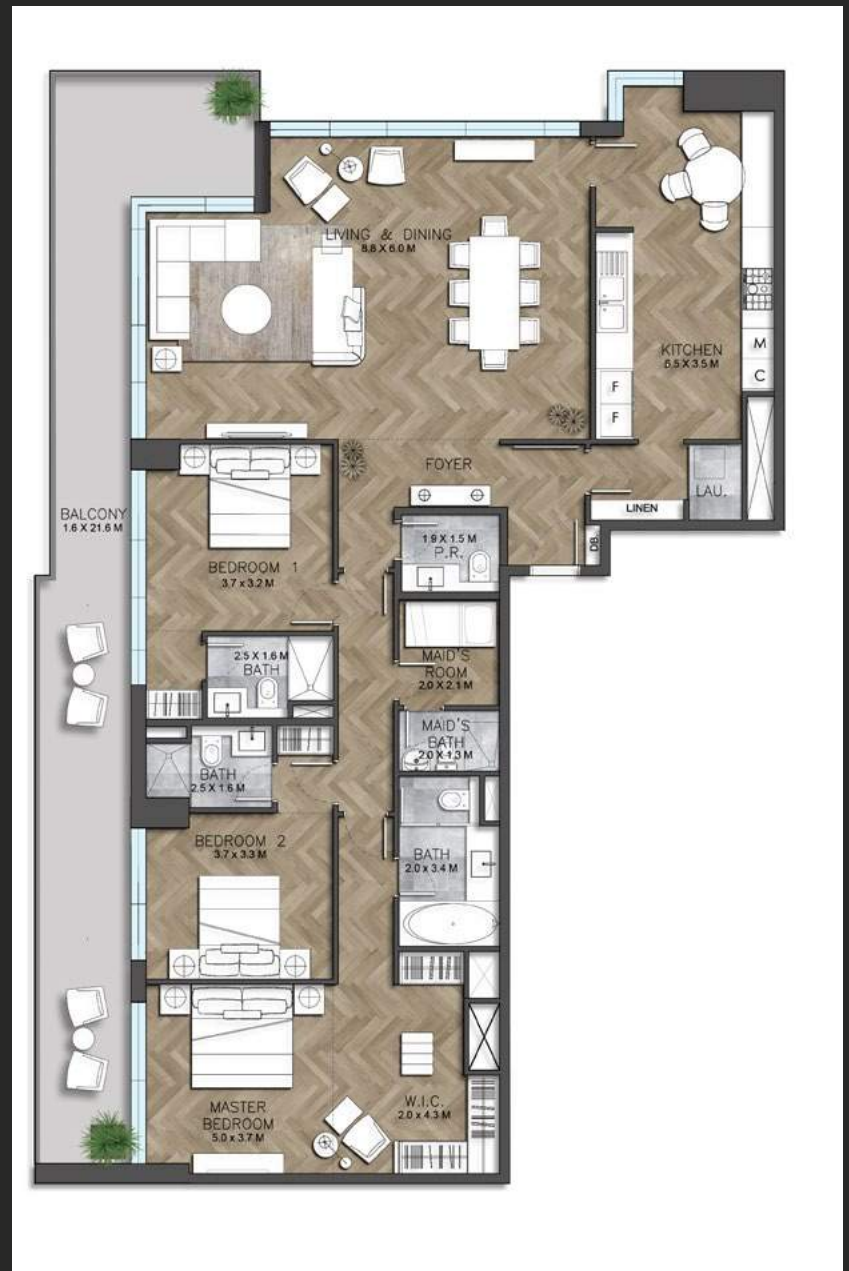 LIVING & DINING
8.8 X 6.0 M
KITCHEN
5.5 X 3.5 M
M
C
F
F
FOYER
LAU.
LINEN
DB.
BALCONY
1.6 X 21.6 M
1.9 X 1.5 M
P.R.
BEDROOM 1
3.7 x 3.2 M
2.5 X 1.6 M
BATH
MAID'S
ROOM
2.0 X 2.1 M
MAID'S
BATH
2.0 X 1.3 M
BATH
2.5 X 1.6 M
BEDROOM 2
3.7 x 3.3 M
BATH
2.0 x 3.4 M
MASTER
BEDROOM
5.0 x 3.7 M
W.I.C.
2.0 x 4.3 M